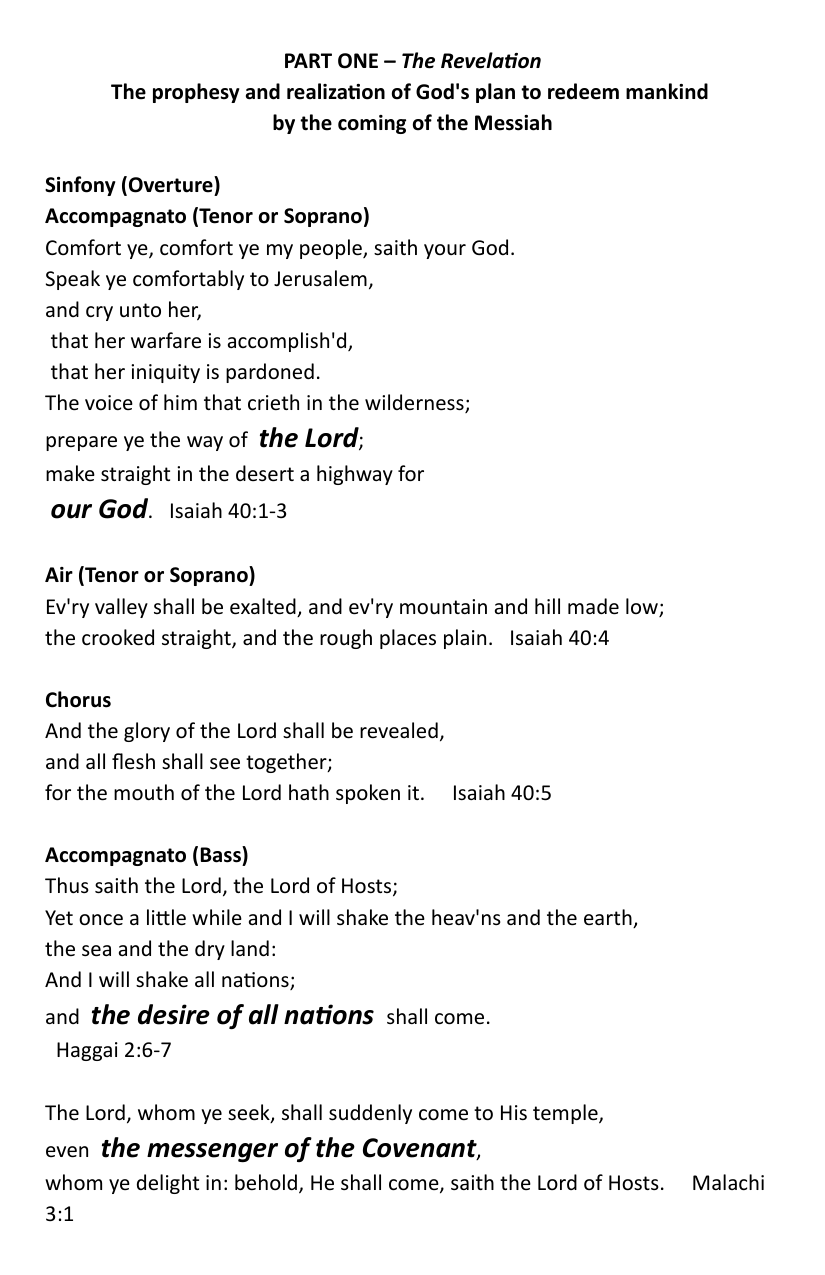 PART ONE – The Revelation
The prophesy and realization of God's plan to redeem mankind
by the coming of the Messiah
Sinfony (Overture)
Accompagnato (Tenor or Soprano)
Comfort ye, comfort ye my people, saith your God.
Speak ye comfortably to Jerusalem,
and cry unto her,
that her warfare is accomplish'd,
that her iniquity is pardoned.
The voice of him that crieth in the wilderness;
prepare ye the way of the Lord;
make straight in the desert a highway for
our God. Isaiah 40:1-3
Air (Tenor or Soprano)
Ev'ry valley shall be exalted, and ev'ry mountain and hill made low;
the crooked straight, and the rough places plain. Isaiah 40:4
Chorus
And the glory of the Lord shall be revealed,
and all flesh shall see together;
for the mouth of the Lord hath spoken it. Isaiah 40:5
Accompagnato (Bass)
Thus saith the Lord, the Lord of Hosts;
Yet once a little while and I will shake the heav'ns and the earth,
the sea and the dry land:
And I will shake all nations;
and the desire of all nations shall come.
Haggai 2:6-7
The Lord, whom ye seek, shall suddenly come to His temple,
even the messenger of the Covenant,
whom ye delight in: behold, He shall come, saith the Lord of Hosts. Malachi
3:1